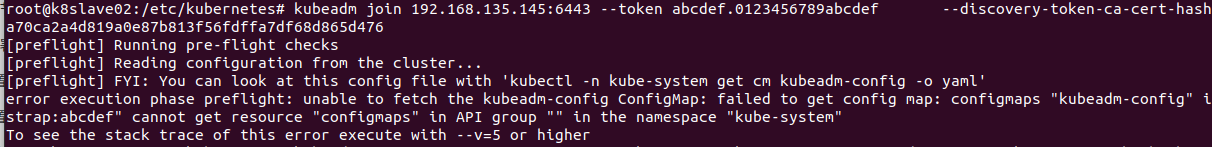 root@k8slave02:/etc/kubernetes# kubeadm join 192.168.135.145:6443 --token abcdef.0123456789abcdef --discovery-token-ca-cert-hash
a70ca2a4d819a0e87b813f56fdffa7df68d865d476
[preflight] Running pre-flight checks
[preflight] Reading configuration from the cluster...
[preflight] FYI: You can look at this config file with 'kubectl -n kube-system get cm kubeadm-config -o yaml'
error execution phase preflight: unable to fetch the kubeadm-config ConfigMap: failed to get config map: configmaps "kubeadm-config" i
strap:abcdef" cannot get resource "configmaps" in API group "" in the namespace "kube-system"
To see the stack trace of this error execute with --v=5 or higher